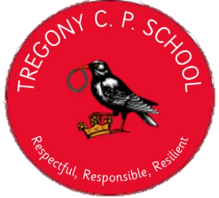 TREGONY C. P. SCHOOL
Respectful, Responsible, Resilient